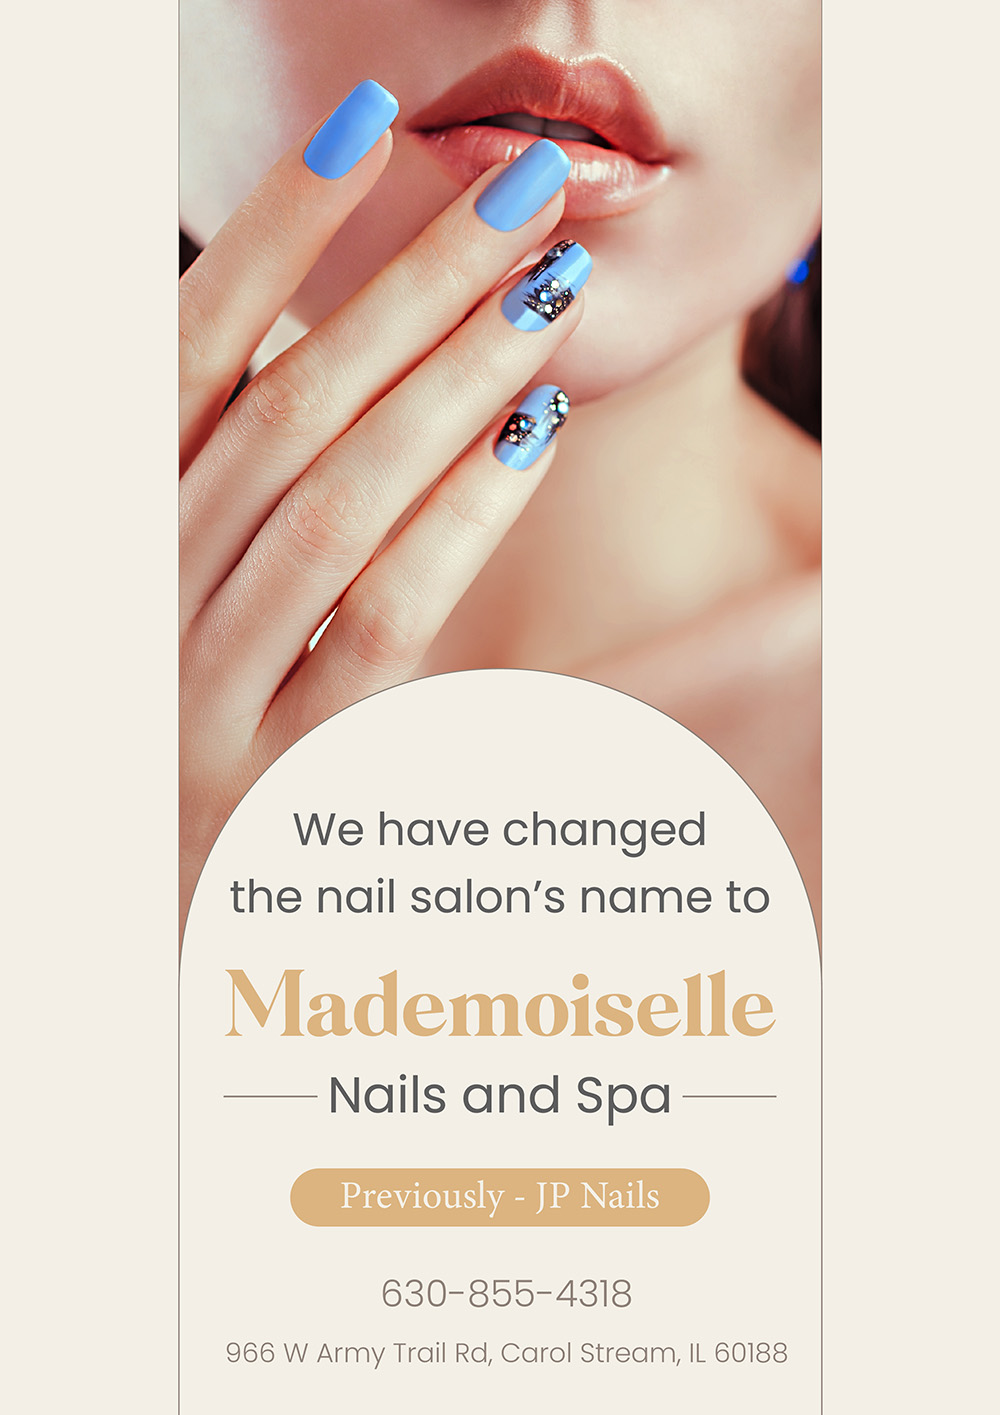 We have changed
the nail salon’s name to
Mademoiselle
Nails and Spa
Previously - JP Nails
630-855-4318
966 W Army Trail Rd, Carol Stream, IL 60188